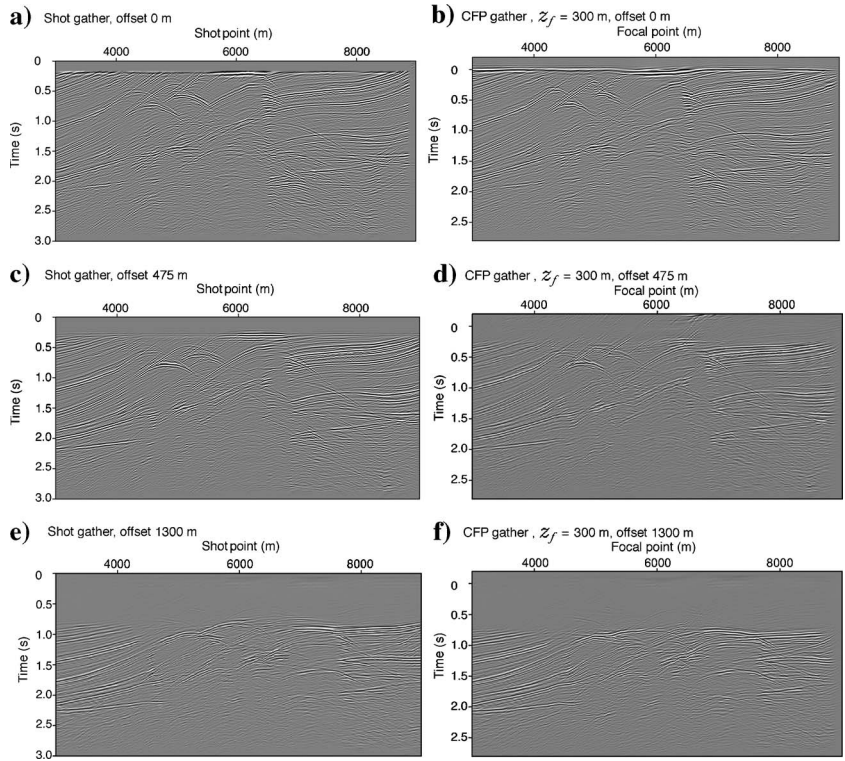 a) Shot gather, offset 0 m
Shot point (m)
4000 6000 8000
0
0.5
1.0
1.5
2.0
2.5
3.0
Time (s)
b) CFP gather , z_f = 300 m, offset 0 m
Focal point (m)
4000 6000 8000
0
0.5
1.0
1.5
2.0
2.5
Time (s)
c) Shot gather, offset 475 m
Shot point (m)
4000 6000 8000
0
0.5
1.0
1.5
2.0
2.5
3.0
Time (s)
d) CFP gather , z_f = 300 m, offset 475 m
Focal point (m)
4000 6000 8000
0
0.5
1.0
1.5
2.0
2.5
Time (s)
e) Shot gather, offset 1300 m
Shot point (m)
4000 6000 8000
0
0.5
1.0
1.5
2.0
2.5
3.0
Time (s)
f) CFP gather , z_f = 300 m, offset 1300 m
Focal point (m)
4000 6000 8000
0
0.5
1.0
1.5
2.0
2.5
Time (s)